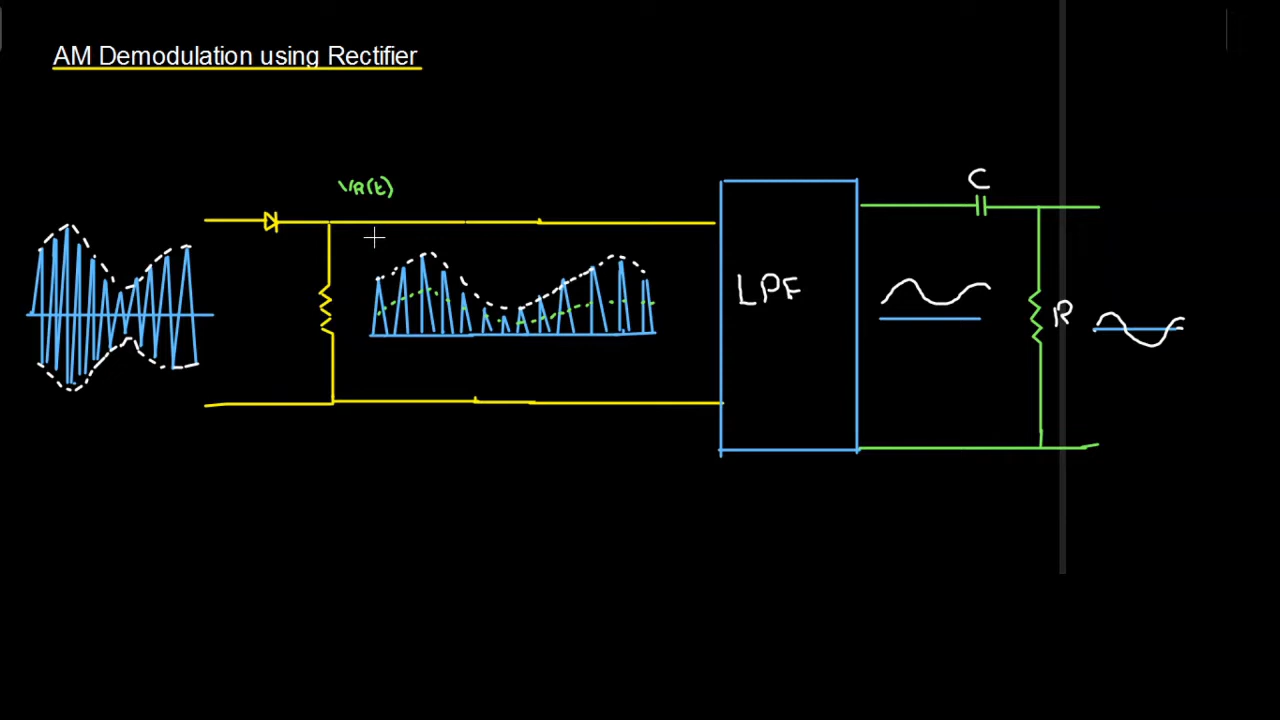 AM Demodulation using Rectifier
VR(t)
C
LPF
R